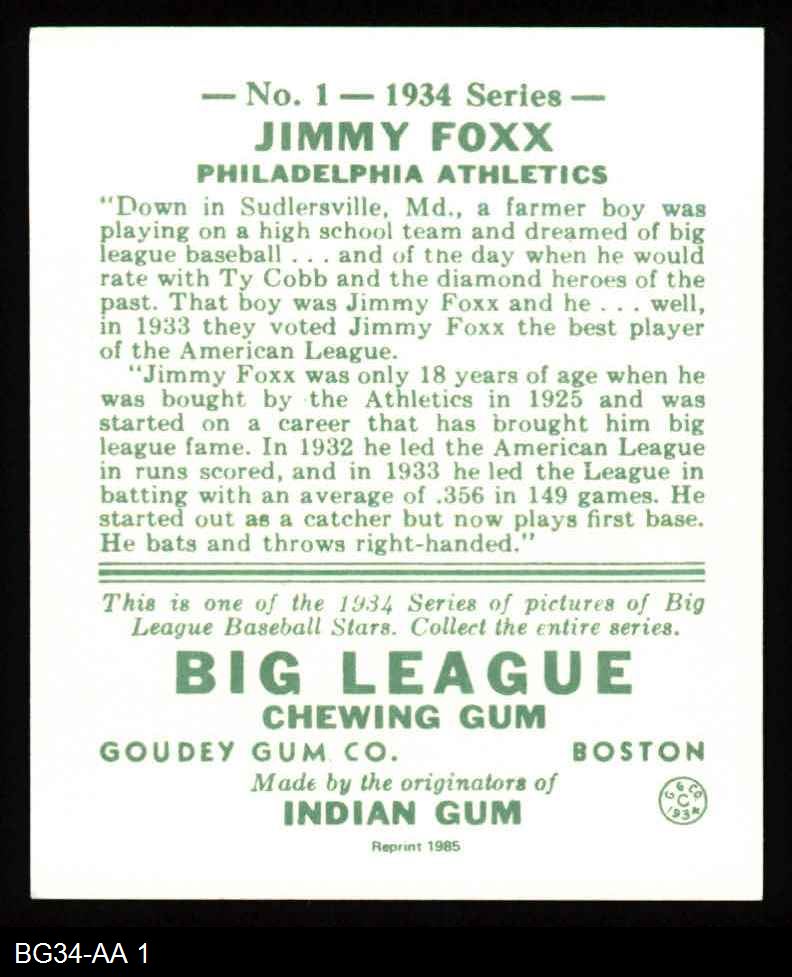 — No. 1 — 1934 Series —
JIMMY FOXX
PHILADELPHIA ATHLETICS
"Down in Sudlersville, Md., a farmer boy was
playing on a high school team and dreamed of big
league baseball . . . and of the day when he would
rate with Ty Cobb and the diamond heroes of the
past. That boy was Jimmy Foxx and he . . . well,
in 1933 they voted Jimmy Foxx the best player
of the American League.
"Jimmy Foxx was only 18 years of age when he
was bought by the Athletics in 1925 and was
started on a career that has brought him big
league fame. In 1932 he led the American League
in runs scored, and in 1933 he led the League in
batting with an average of .356 in 149 games. He
started out as a catcher but now plays first base.
He bats and throws right-handed."
This is one of the 1934 Series of pictures of Big
League Baseball Stars. Collect the entire series.
BIG LEAGUE
CHEWING GUM
GOUDEY GUM CO. BOSTON
Made by the originators of
INDIAN GUM
G G CO
C
1934
Reprint 1985
BG34-AA 1